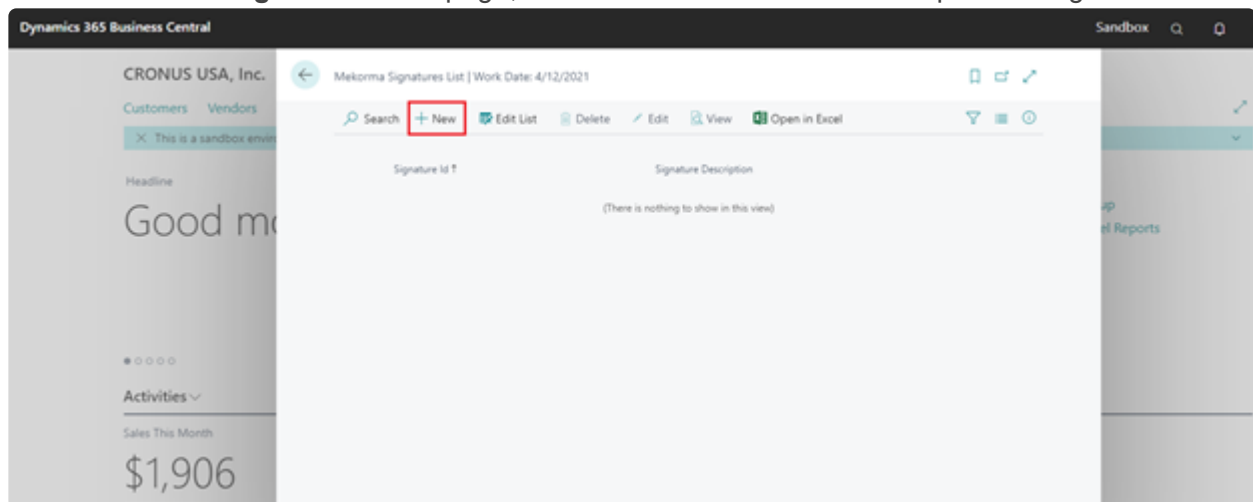 Dynamics 365 Business Central
Sandbox
CRONUS USA, Inc.
Mekorma Signatures List | Work Date: 4/12/2021
Customers Vendors
Search + New Edit List Delete Edit View Open in Excel
This is a sandbox
Signature Id ↑ Signature Description
Headline
(There is nothing to show in this view)
Good
Reports
Activities
Sales This Month
$1,906